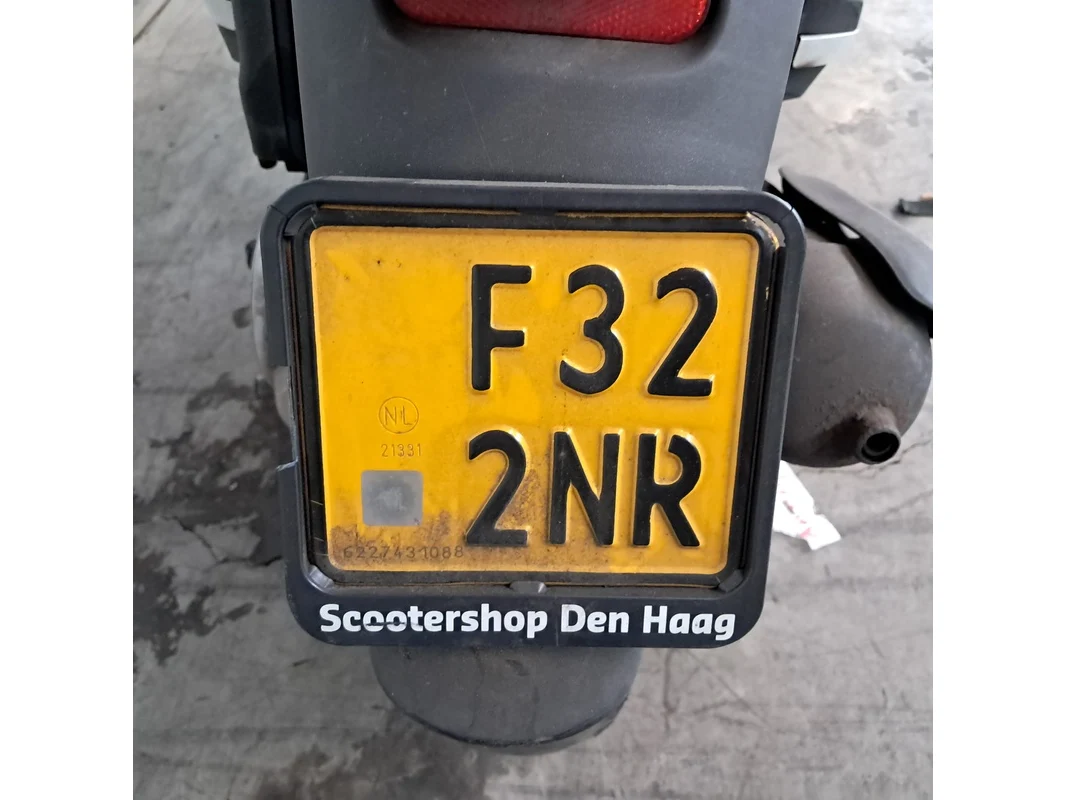 F32
NL
21331
2NR
6227431088
Scootershop Den Haag